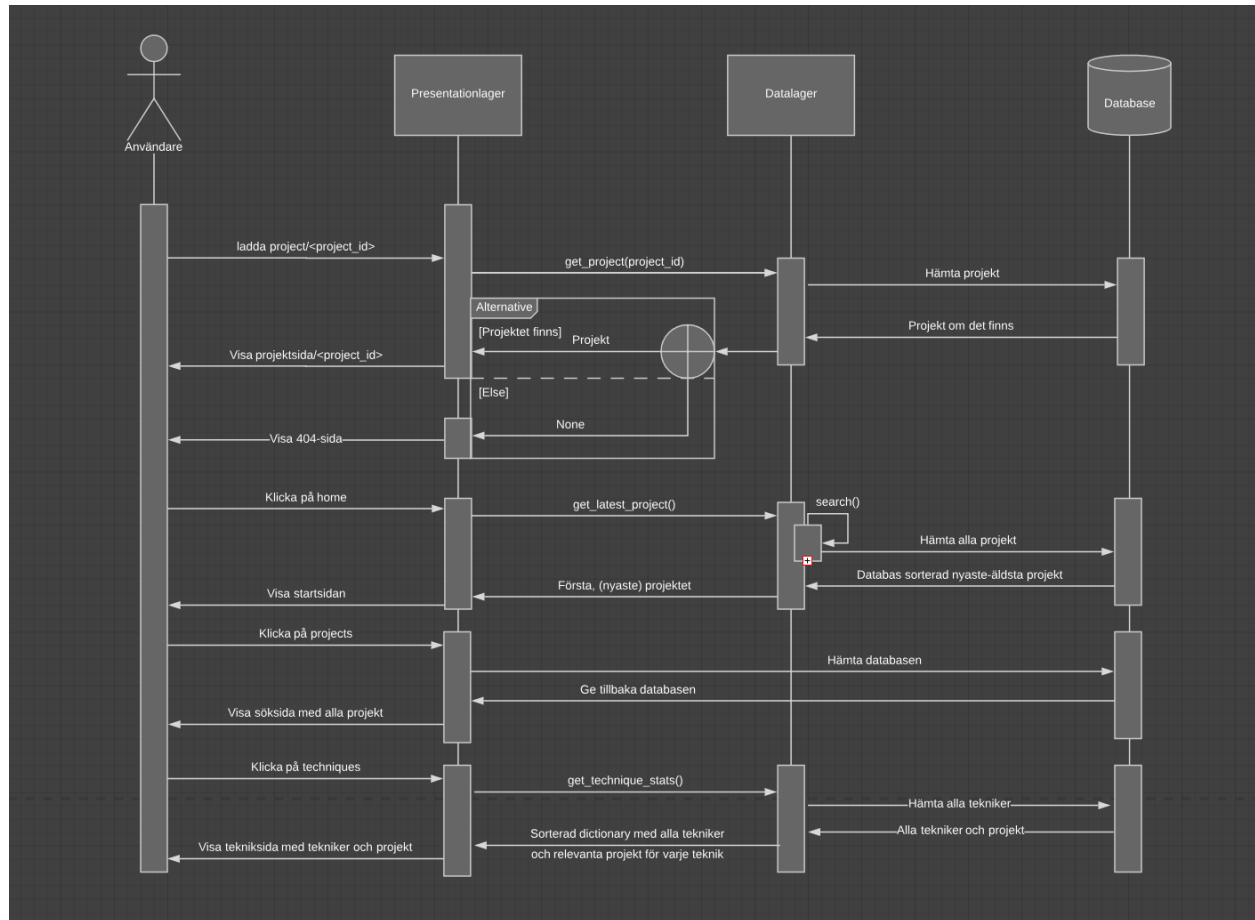 Presentationlager
Datalager
Database
Användare
ladda project/<project_id>
get_project(project_id)
Hämta projekt
Alternative
[Projektet finns]
Projekt
Projekt om det finns
Visa projektsida/<project_id>
[Else]
None
Visa 404-sida
Klicka på home
get_latest_project()
search()
Hämta alla projekt
Databas sorterad nyaste-äldsta projekt
Första, (nyaste) projektet
Visa startsidan
Klicka på projects
Hämta databasen
Ge tillbaka databasen
Visa söksida med alla projekt
Klicka på techniques
get_technique_stats()
Hämta alla tekniker
Alla tekniker och projekt
Sorterad dictionary med alla tekniker
och relevanta projekt för varje teknik
Visa tekniksida med tekniker och projekt